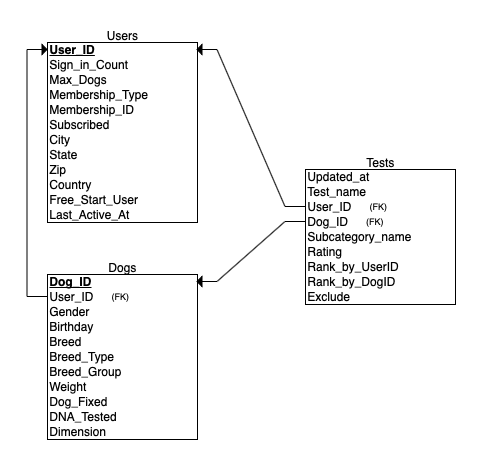 Users
User_ID
Sign_in_Count
Max_Dogs
Membership_Type
Membership_ID
Subscribed
City
State
Zip
Country
Free_Start_User
Last_Active_At
Tests
Updated_at
Test_name
User_ID (FK)
Dog_ID (FK)
Subcategory_name
Rating
Rank_by_UserID
Rank_by_DogID
Exclude
Dogs
Dog_ID
User_ID (FK)
Gender
Birthday
Breed
Breed_Type
Breed_Group
Weight
Dog_Fixed
DNA_Tested
Dimension